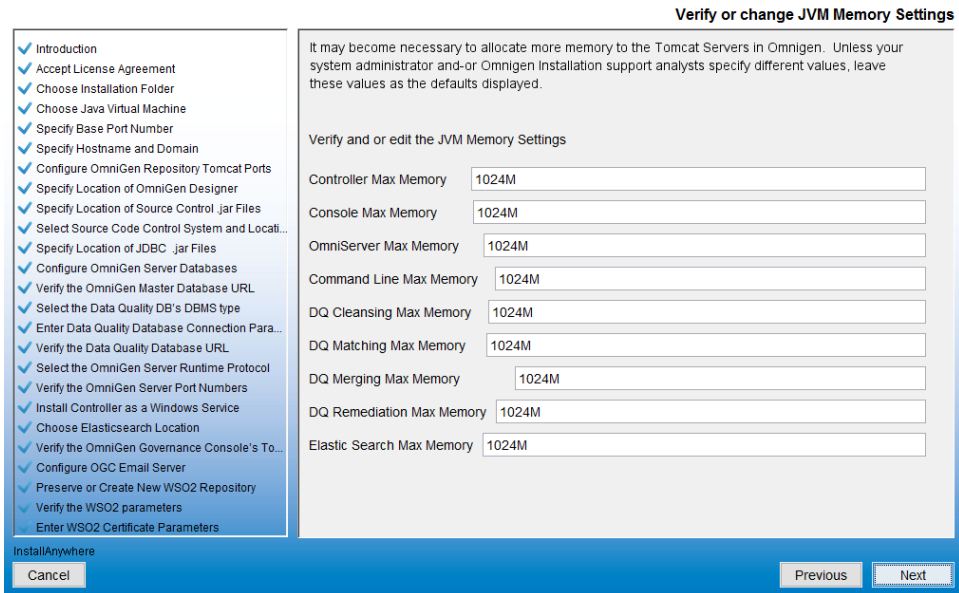 Verify or change JVM Memory Settings
Introduction
Accept License Agreement
Choose Installation Folder
Choose Java Virtual Machine
Specify Base Port Number
Specify Hostname and Domain
Configure OmniGen Repository Tomcat Ports
Specify Location of OmniGen Designer
Specify Location of Source Control .jar Files
Select Source Code Control System and Locati...
Specify Location of JDBC .jar Files
Configure OmniGen Server Databases
Verify the OmniGen Master Database URL
Select the Data Quality DB's DBMS type
Enter Data Quality Database Connection Para...
Verify the Data Quality Database URL
Select the OmniGen Server Runtime Protocol
Verify the OmniGen Server Port Numbers
Install Controller as a Windows Service
Choose Elasticsearch Location
Verify the OmniGen Governance Console's To...
Configure OGC Email Server
Preserve or Create New WSO2 Repository
Verify the WSO2 parameters
Enter WSO2 Certificate Parameters
It may become necessary to allocate more memory to the Tomcat Servers in Omnigen. Unless your
system administrator and-or Omnigen Installation support analysts specify different values, leave
these values as the defaults displayed.
Verify and or edit the JVM Memory Settings
Controller Max Memory 1024M
Console Max Memory 1024M
OmniServer Max Memory 1024M
Command Line Max Memory 1024M
DQ Cleansing Max Memory 1024M
DQ Matching Max Memory 1024M
DQ Merging Max Memory 1024M
DQ Remediation Max Memory 1024M
Elastic Search Max Memory 1024M
InstallAnywhere
Cancel Previous Next